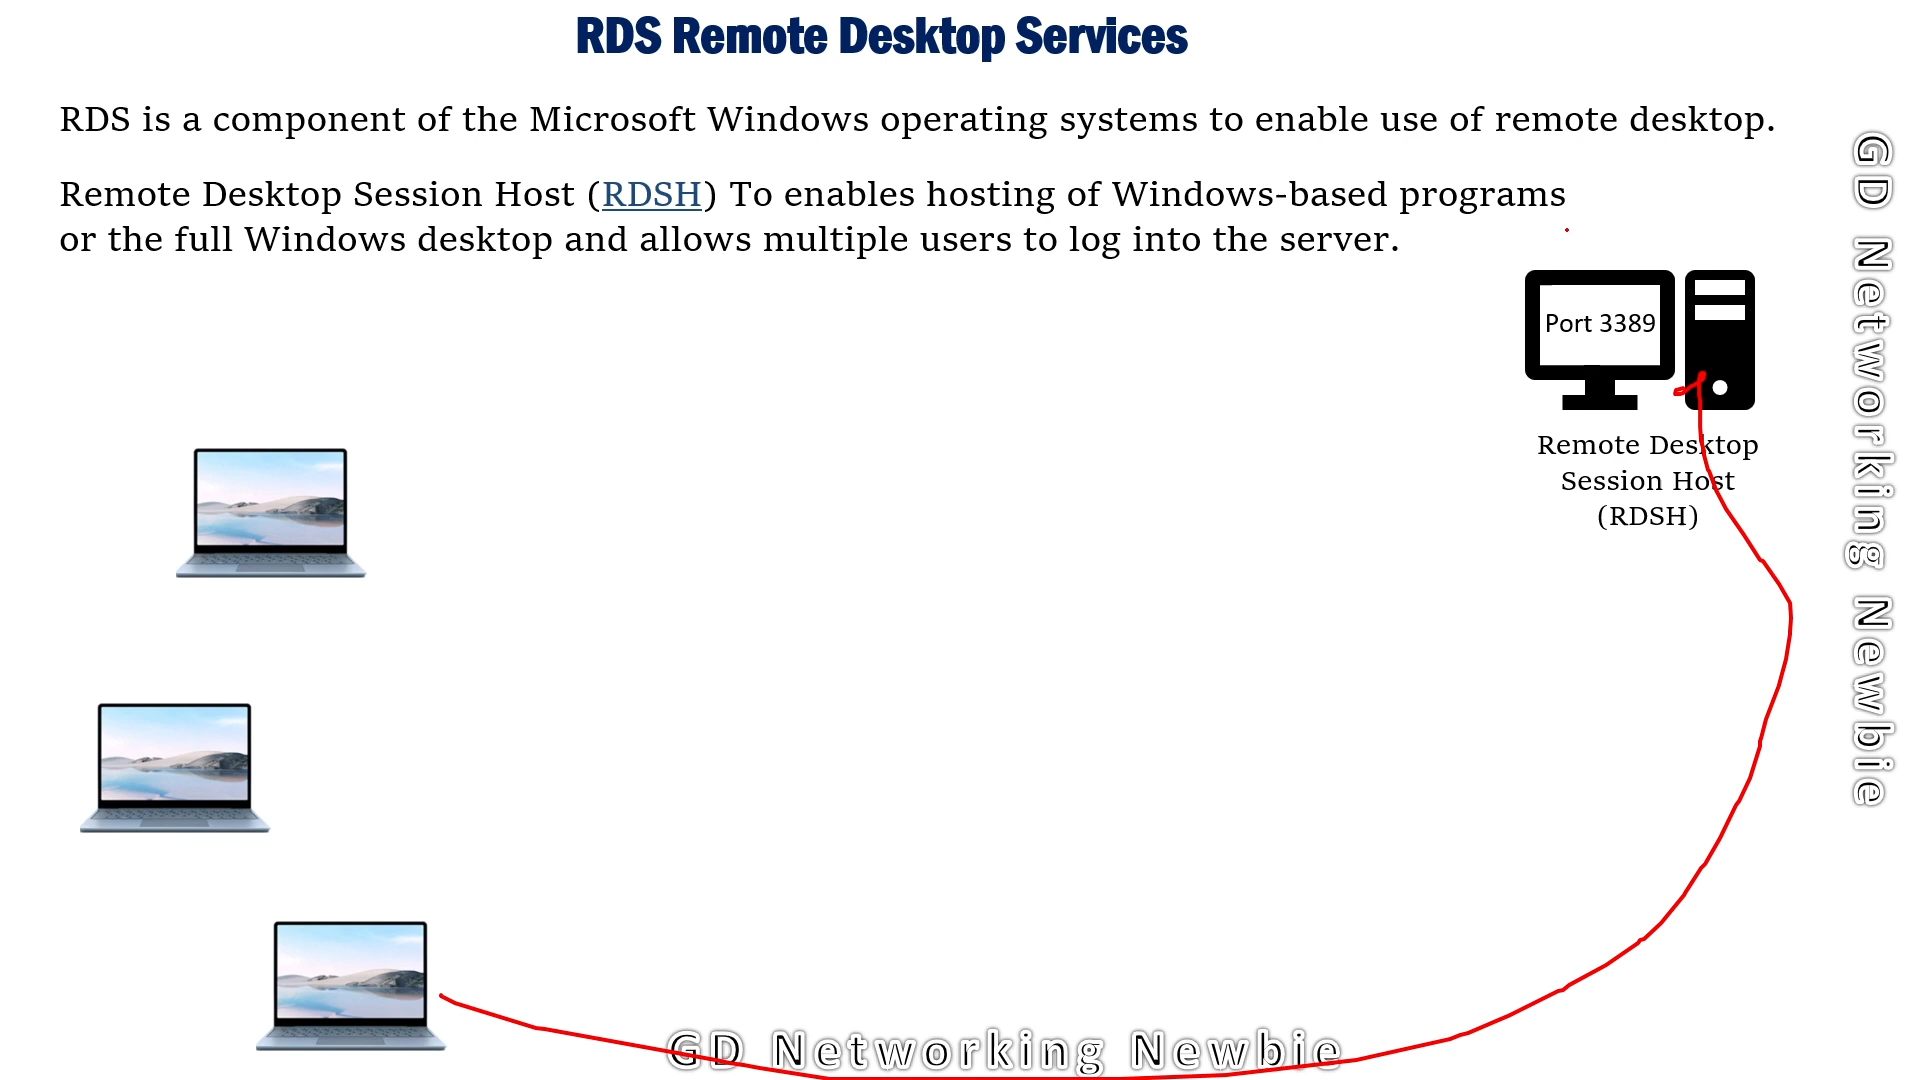 RDS Remote Desktop Services
RDS is a component of the Microsoft Windows operating systems to enable use of remote desktop.
Remote Desktop Session Host (RDSH) To enables hosting of Windows-based programs
or the full Windows desktop and allows multiple users to log into the server.
Port 3389
Remote Desktop
Session Host
(RDSH)
GD Networking Newbie
GD Networking Newbie